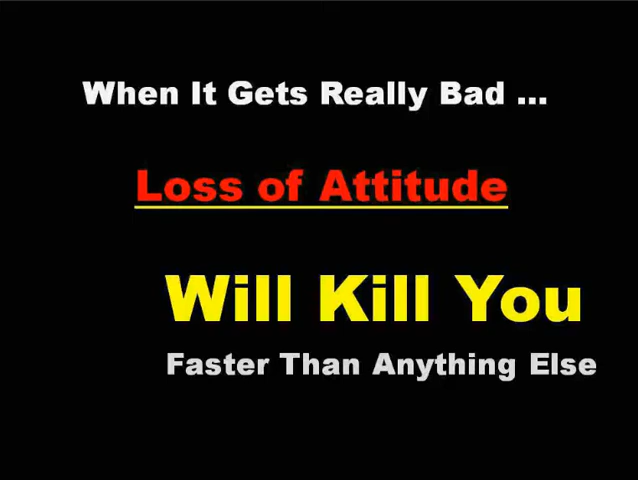 When It Gets Really Bad ...
Loss of Attitude
Will Kill You
Faster Than Anything Else